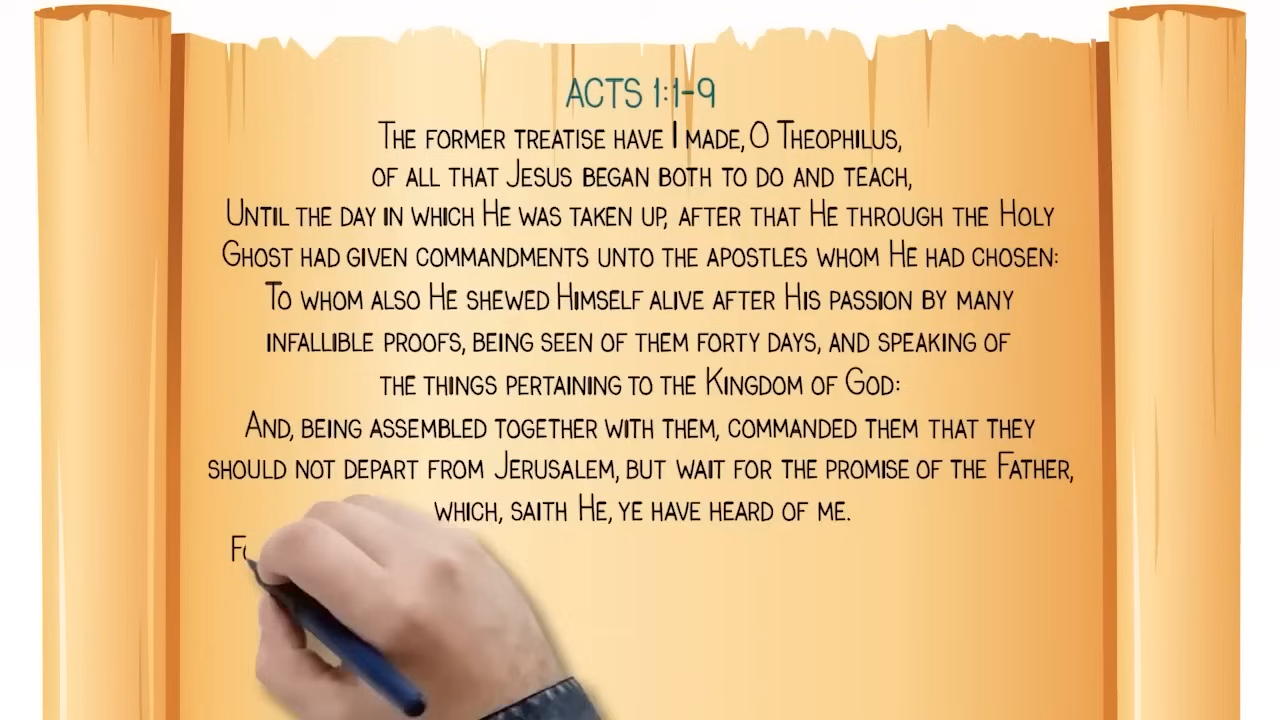 ACTS 1:1-9
The former treatise have I made, O Theophilus,
of all that Jesus began both to do and teach,
Until the day in which He was taken up, after that He through the Holy
Ghost had given commandments unto the apostles whom He had chosen:
To whom also He shewed Himself alive after His passion by many
infallible proofs, being seen of them forty days, and speaking of
the things pertaining to the Kingdom of God:
And, being assembled together with them, commanded them that they
should not depart from Jerusalem, but wait for the promise of the Father,
which, saith He, ye have heard of me.